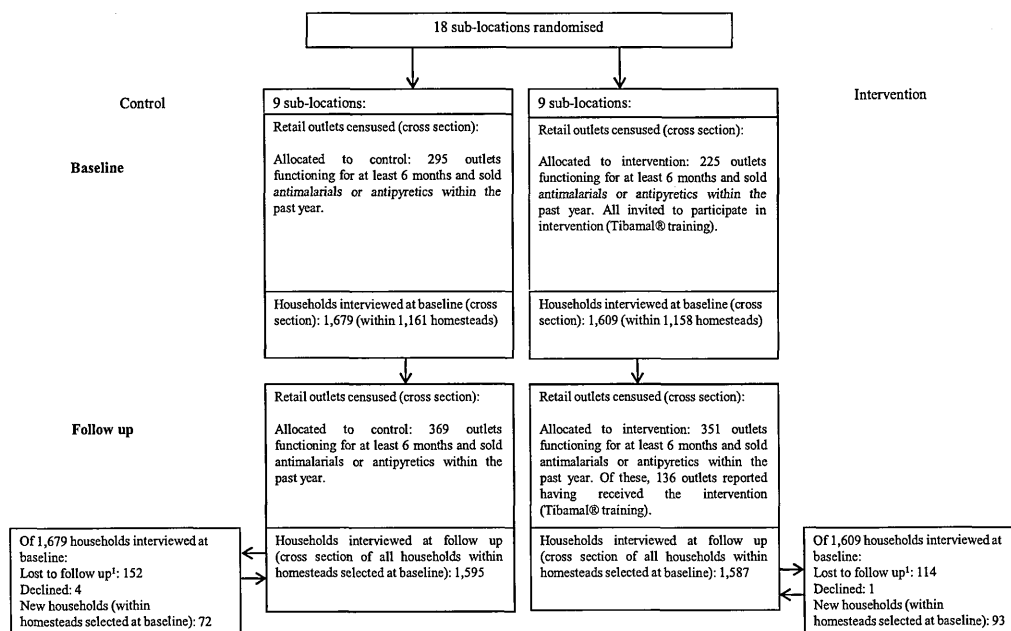 18 sub-locations randomised
Control
Intervention
9 sub-locations:
9 sub-locations:
Baseline
Retail outlets censused (cross section):
Allocated to control: 295 outlets
functioning for at least 6 months and sold
antimalarials or antipyretics within the
past year.
Retail outlets censused (cross section):
Allocated to intervention: 225 outlets
functioning for at least 6 months and sold
antimalarials or antipyretics within the
past year. All invited to participate in
intervention (Tibamal® training).
Households interviewed at baseline (cross
section): 1,679 (within 1,161 homesteads)
Households interviewed at baseline (cross
section): 1,609 (within 1,158 homesteads)
Follow up
Retail outlets censused (cross section):
Allocated to control: 369 outlets
functioning for at least 6 months and sold
antimalarials or antipyretics within the
past year.
Retail outlets censused (cross section):
Allocated to intervention: 351 outlets
functioning for at least 6 months and sold
antimalarials or antipyretics within the
past year. Of these, 136 outlets reported
having received the intervention
(Tibamal® training).
Of 1,679 households interviewed at
baseline:
Lost to follow up¹: 152
Declined: 4
New households (within
homesteads selected at baseline): 72
Households interviewed at follow up
(cross section of all households within
homesteads selected at baseline): 1,595
Households interviewed at follow up
(cross section of all households within
homesteads selected at baseline): 1,587
Of 1,609 households interviewed at
baseline:
Lost to follow up¹: 114
Declined: 1
New households (within
homesteads selected at baseline): 93